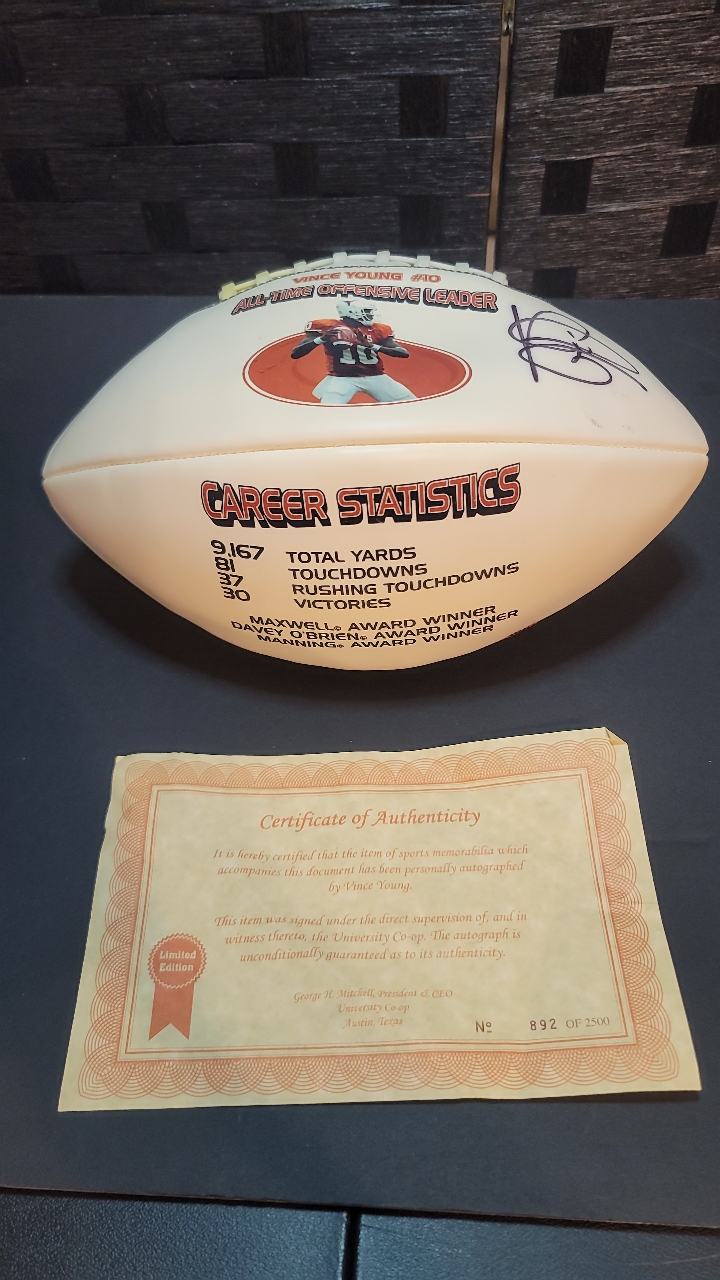 VINCE YOUNG #10
ALL-TIME OFFENSIVE LEADER
10
CAREER STATISTICS
9,167 TOTAL YARDS
81 TOUCHDOWNS
37 RUSHING TOUCHDOWNS
30 VICTORIES
MAXWELL® AWARD WINNER
DAVEY O'BRIEN® AWARD WINNER
MANNING® AWARD WINNER
Certificate of Authenticity
It is hereby certified that the item of sports memorabilia which
accompanies this document has been personally autographed
by Vince Young.
This item was signed under the direct supervision of, and in
witness thereto, the University Co-op. The autograph is
unconditionally guaranteed as to its authenticity.
Limited
Edition
George H. Mitchell, President & CEO
University Co-op
Austin, Texas
Nº 892 OF 2500